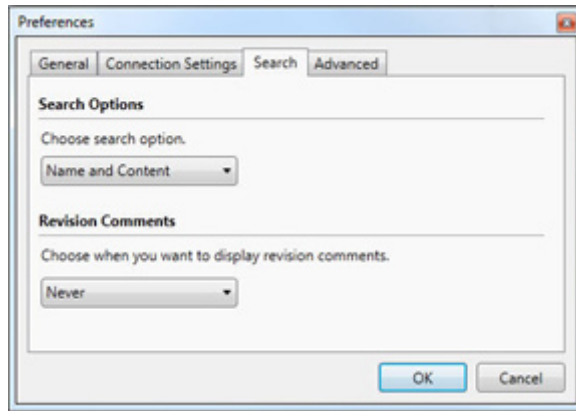 Preferences
General Connection Settings Search Advanced
Search Options
Choose search option.
Name and Content
Revision Comments
Choose when you want to display revision comments.
Never
OK Cancel